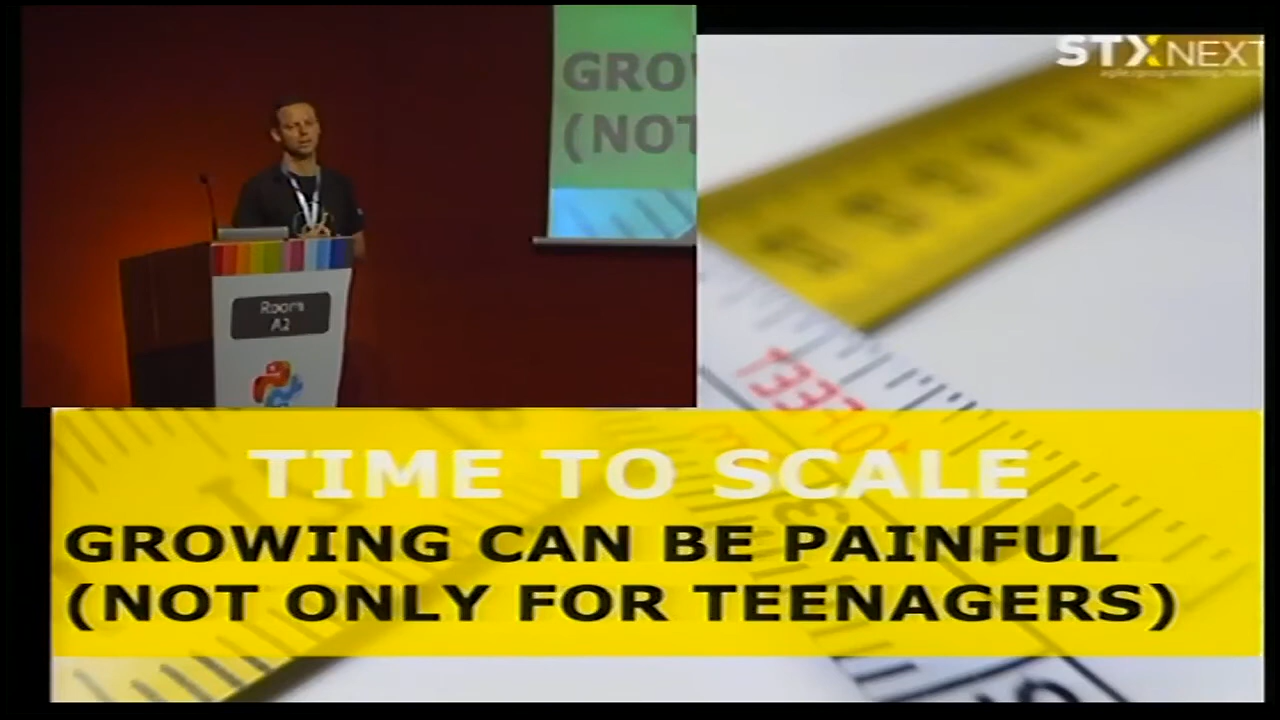 GROW
(NOT
STXNEXT
Room
A2
TIME TO SCALE
GROWING CAN BE PAINFUL
(NOT ONLY FOR TEENAGERS)